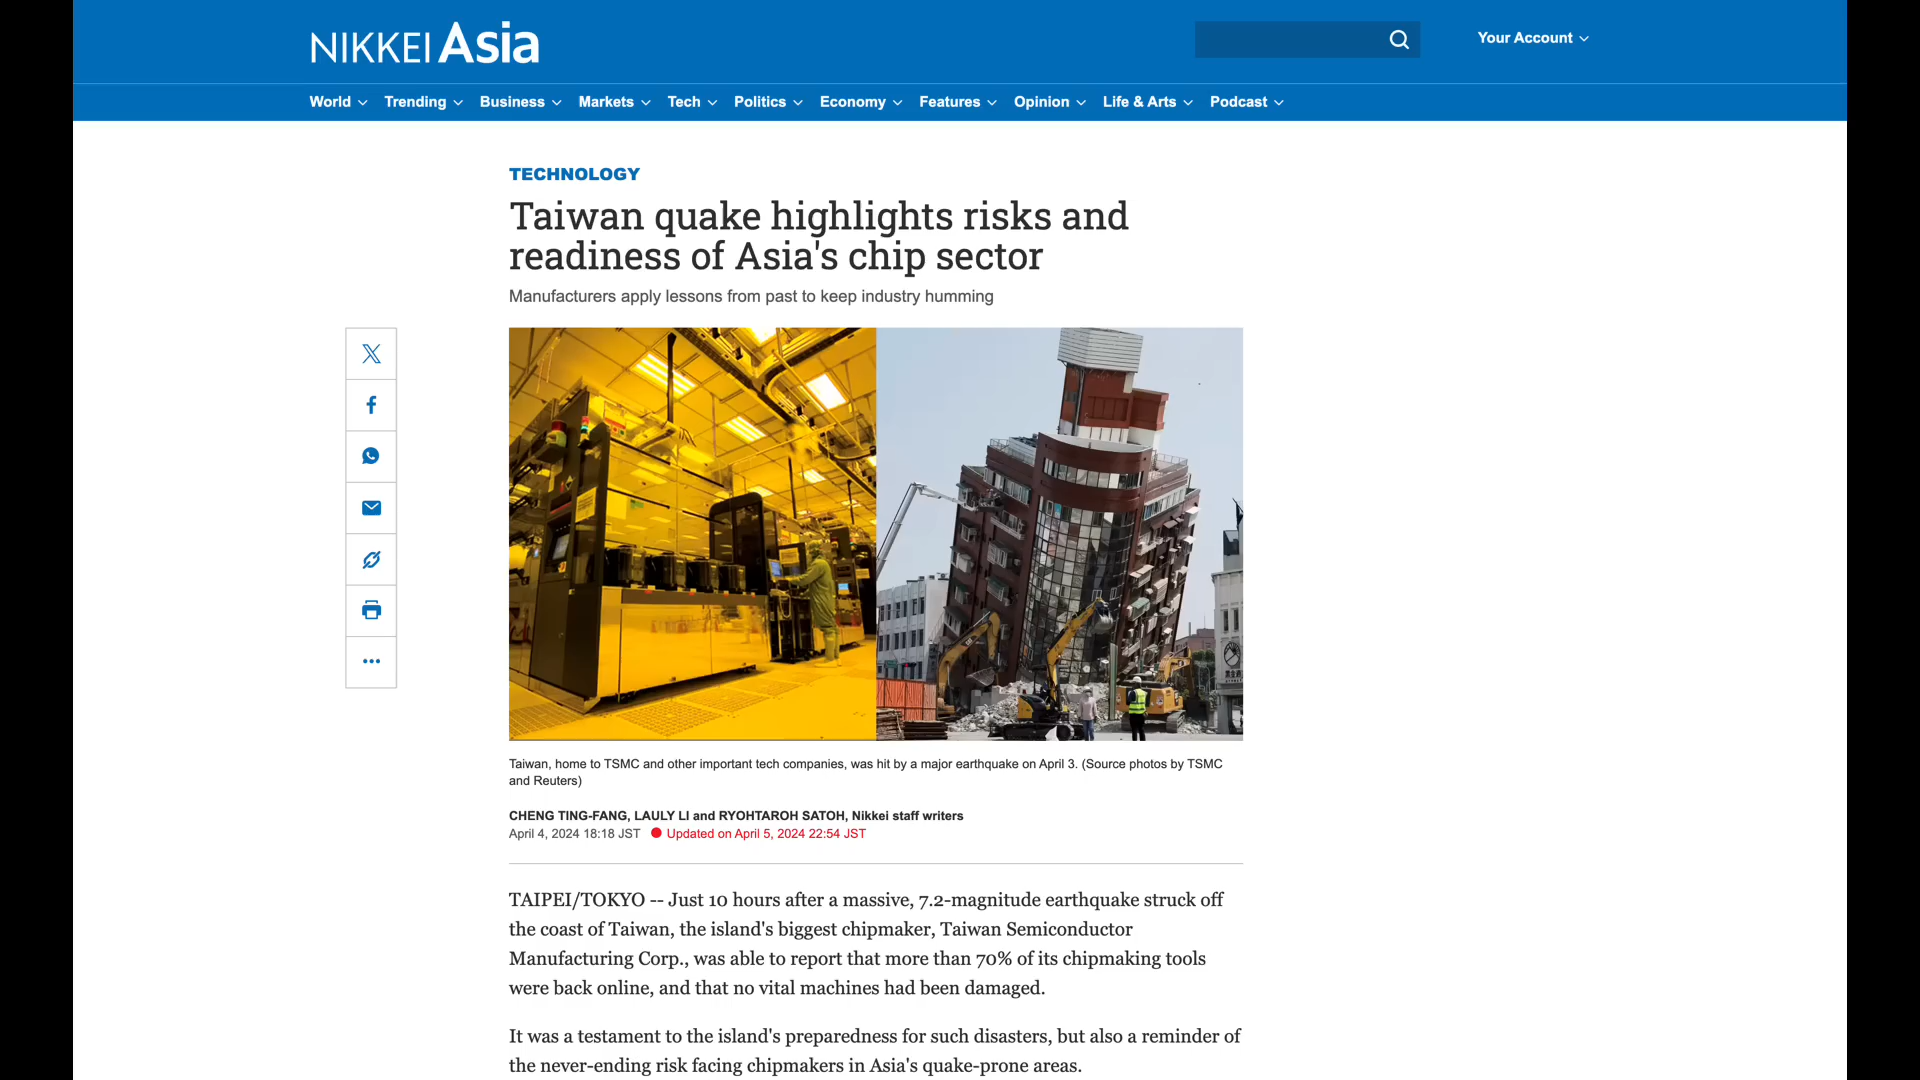 NIKKEI Asia
Your Account
World Trending Business Markets Tech Politics Economy Features Opinion Life & Arts Podcast
TECHNOLOGY
Taiwan quake highlights risks and
readiness of Asia's chip sector
Manufacturers apply lessons from past to keep industry humming
Taiwan, home to TSMC and other important tech companies, was hit by a major earthquake on April 3. (Source photos by TSMC
and Reuters)
CHENG TING-FANG, LAULY LI and RYOHTAROH SATOH, Nikkei staff writers
April 4, 2024 18:18 JST Updated on April 5, 2024 22:54 JST
TAIPEI/TOKYO -- Just 10 hours after a massive, 7.2-magnitude earthquake struck off
the coast of Taiwan, the island's biggest chipmaker, Taiwan Semiconductor
Manufacturing Corp., was able to report that more than 70% of its chipmaking tools
were back online, and that no vital machines had been damaged.
It was a testament to the island's preparedness for such disasters, but also a reminder of
the never-ending risk facing chipmakers in Asia's quake-prone areas.